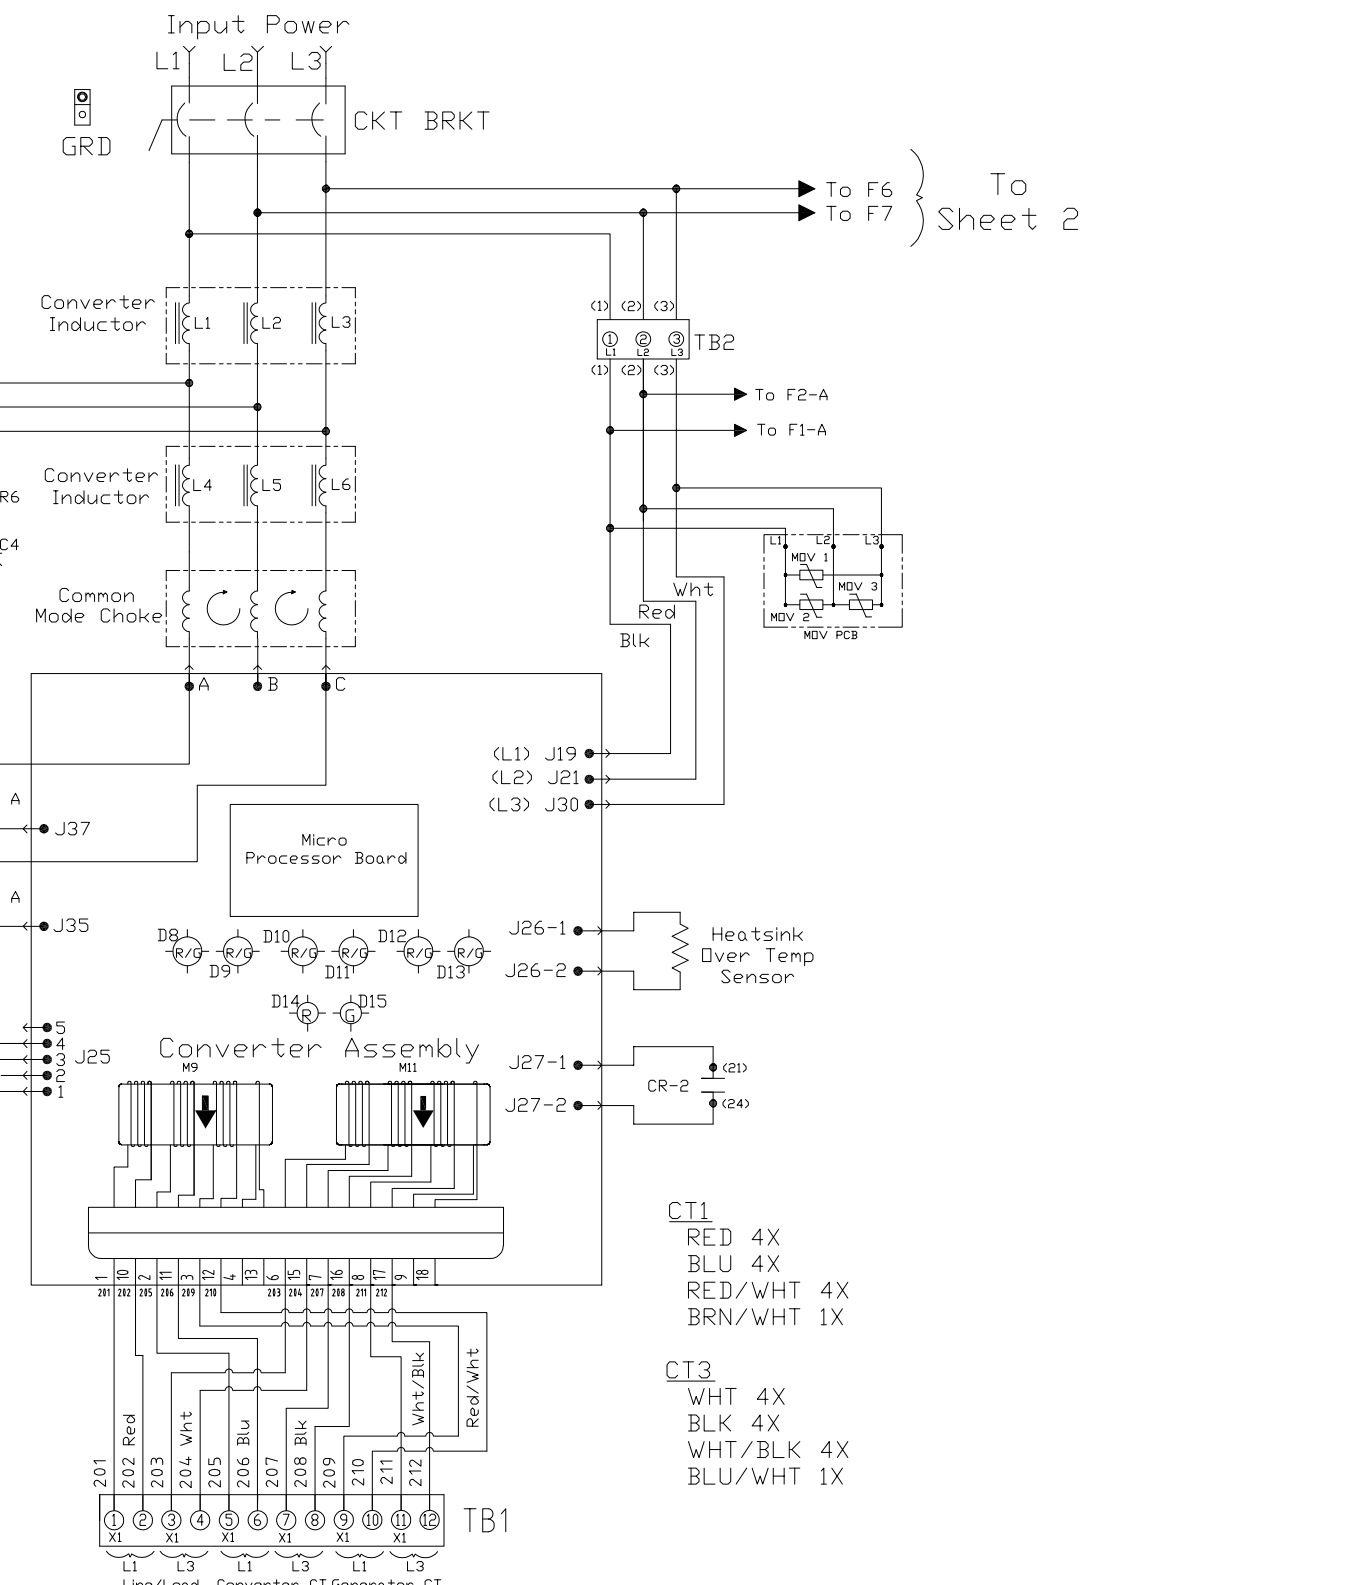 Input Power
L1 L2 L3
GRD
CKT BRKT
To F6
To F7
To
Sheet 2
Converter
Inductor
L1 L2 L3
(1) (2) (3)
1 2 3
L1 L2 L3
TB2
(1) (2) (3)
To F2-A
To F1-A
Converter
Inductor
L4 L5 L6
R6
C4
L1 L2 L3
MOV 1
MOV 3
MOV 2
MOV PCB
Common
Mode Choke
Wht
Red
Blk
A B C
(L1) J19
(L2) J21
(L3) J30
A
J37
Micro
Processor Board
A
J35
D8 D10 D12
R/G R/G R/G R/G R/G R/G
D9 D11 D13
J26-1
J26-2
Heatsink
Over Temp
Sensor
D14 D15
R G
5
4
3 J25
2
1
Converter Assembly
M9 M11
J27-1
J27-2
CR-2
(21)
(24)
CT1
RED 4X
BLU 4X
RED/WHT 4X
BRN/WHT 1X
CT3
WHT 4X
BLK 4X
WHT/BLK 4X
BLU/WHT 1X
1 10 2 11 3 12 4 13 6 15 7 16 8 17 9 18
201 202 205 206 209 210 203 204 207 208 211 212
Wht/Blk
Red/Wht
201 202 Red 203 204 Wht 205 206 Blu 207 208 Blk 209 210 211 212
1 2 3 4 5 6 7 8 9 10 11 12
TB1
X1 X1 X1 X1 X1 X1
L1 L3 L1 L3 L1 L3
Line/Load Converter CT Generator CT